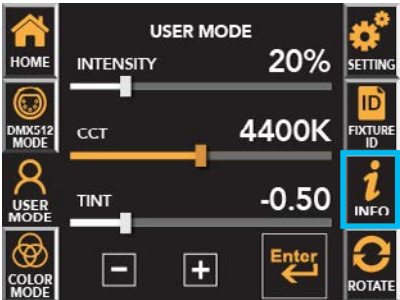 USER MODE
HOME
INTENSITY 20%
SETTING
ID
DMX512
MODE
CCT 4400K
FIXTURE
ID
USER
MODE
TINT -0.50
i
INFO
- +
Enter
COLOR
MODE
ROTATE